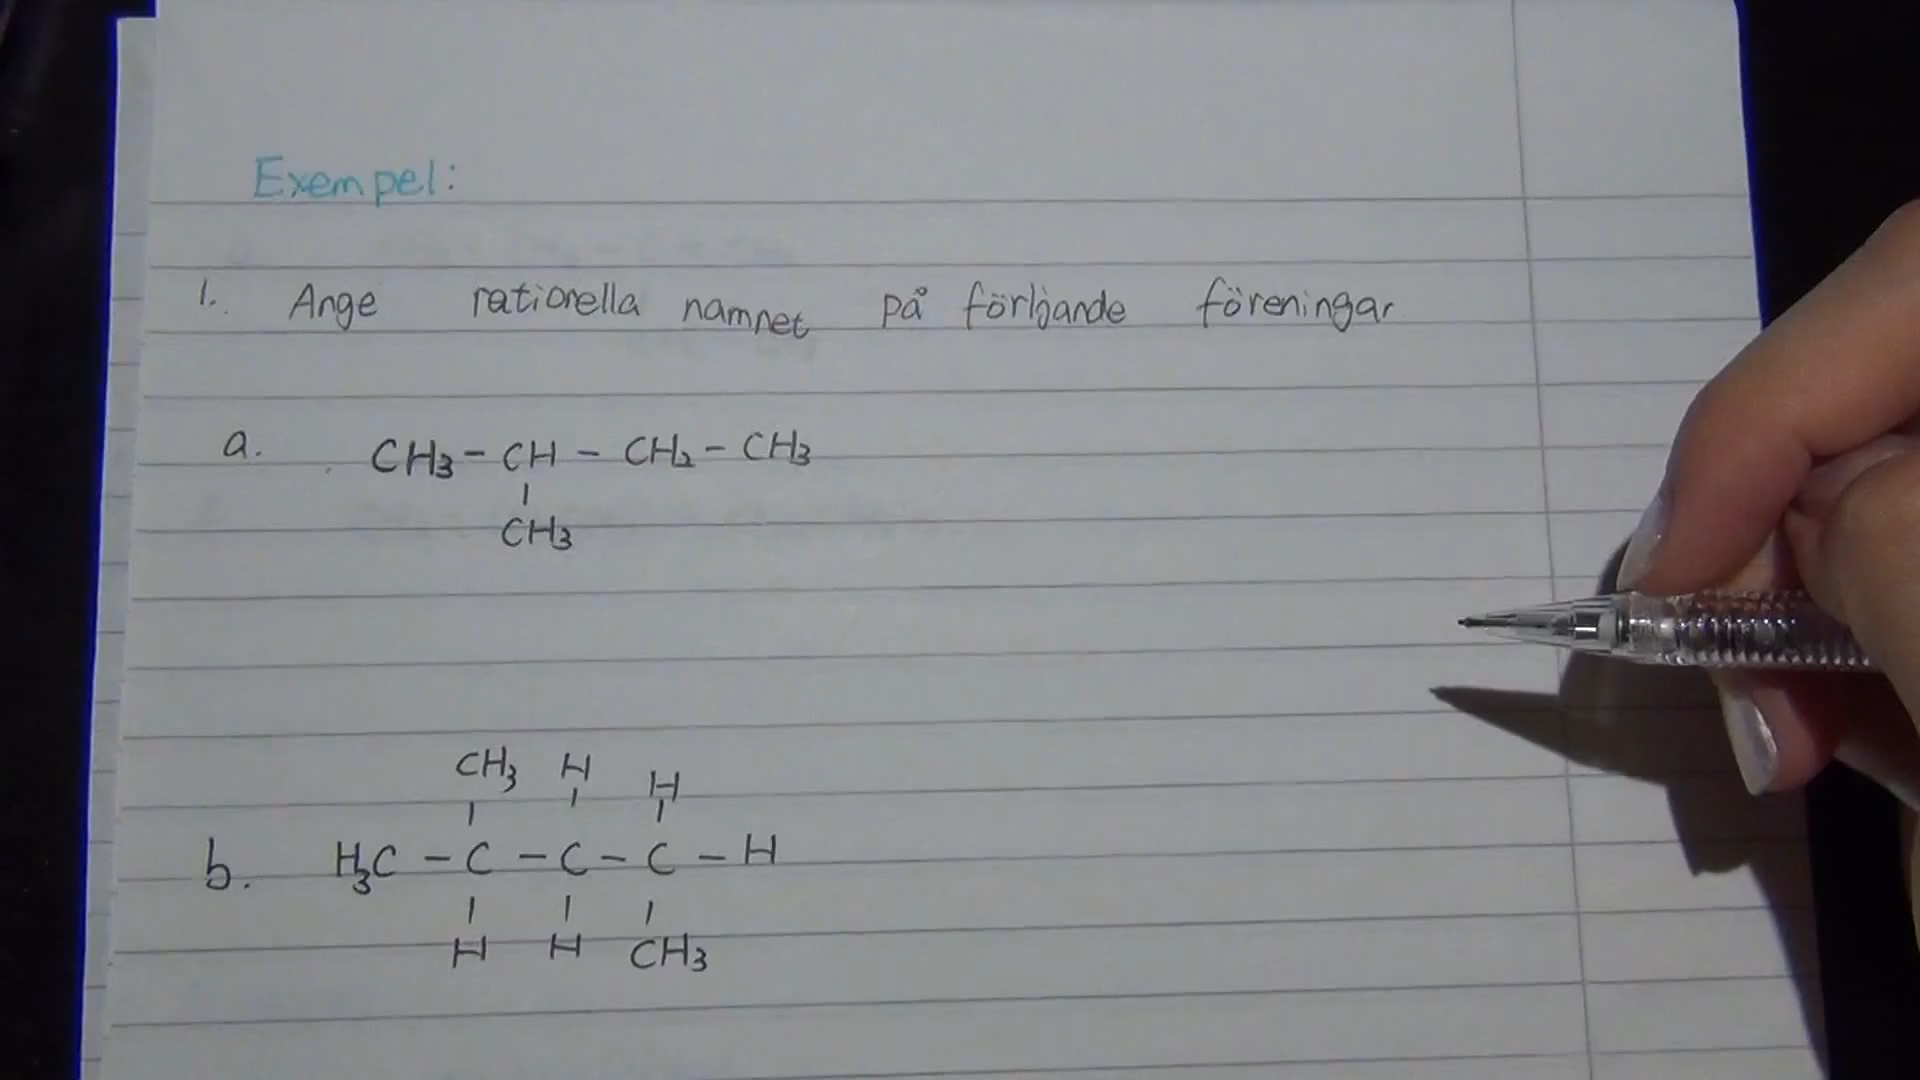 Exempel:
1. Ange rationella namnet på förljande föreningar
a. CH3 - CH - CH2 - CH3
CH3
CH3 H H
b. H3C - C - C - C - H
H H CH3